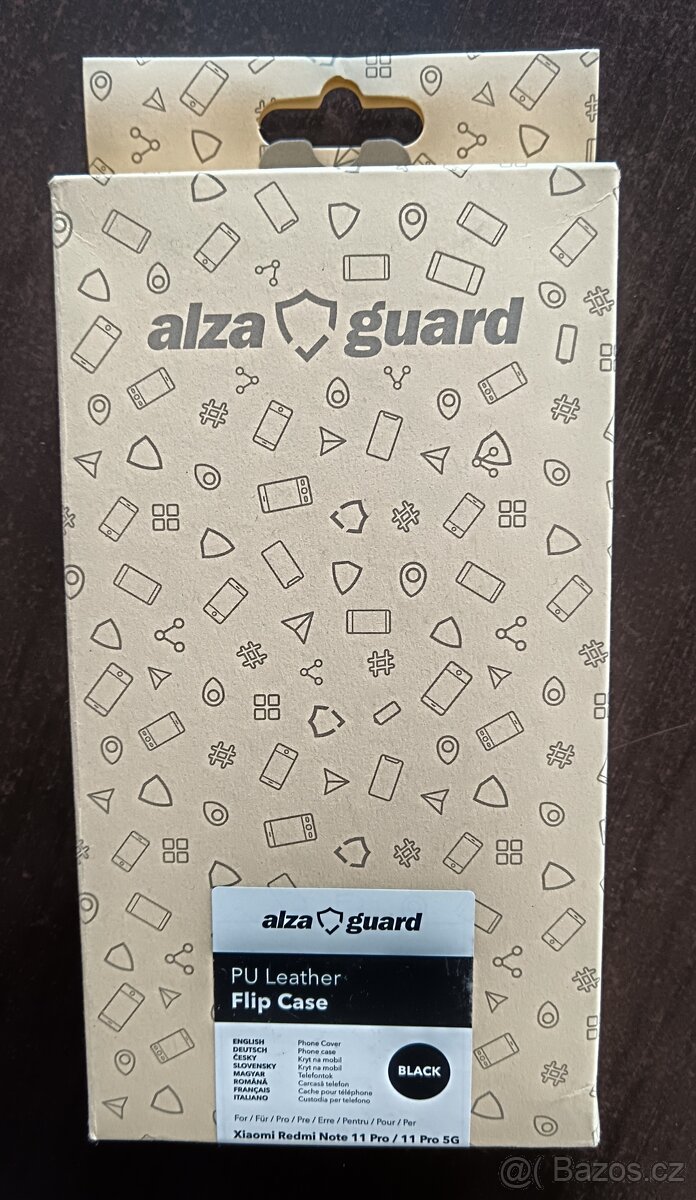 alza guard
alza guard
PU Leather
Flip Case
ENGLISH Phone Cover
DEUTSCH Phone case
ČESKY Kryt na mobil
SLOVENSKY Kryt na mobil
MAGYAR Telefontok
ROMÂNĂ Carcasă telefon
FRANÇAIS Cache pour téléphone
ITALIANO Custodia per telefono
BLACK
For / Für / Pro / Pre / Erre / Pentru / Pour / Per
Xiaomi Redmi Note 11 Pro / 11 Pro 5G
@( Bazos.cz